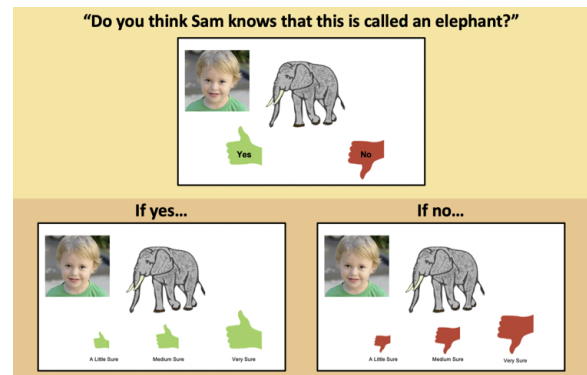 “Do you think Sam knows that this is called an elephant?”
Yes No
If yes...
A Little Sure Medium Sure Very Sure
If no...
A Little Sure Medium Sure Very Sure